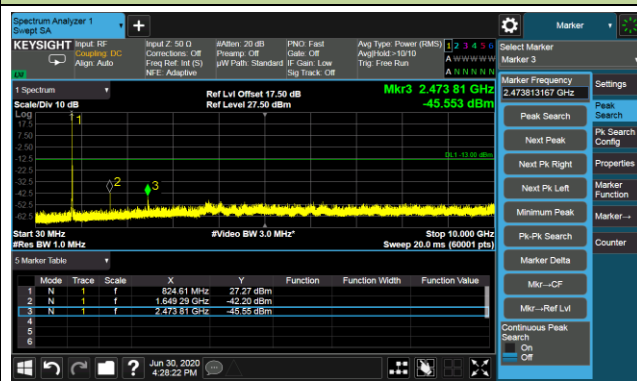 Spectrum Analyzer 1
Swept SA
Marker
KEYSIGHT
Input: RF
Coupling: DC
Align: Auto
Input Z: 50 Ω
Corrections: Off
Freq Ref: Int (S)
NFE: Adaptive
#Atten: 20 dB
Preamp: Off
µW Path: Standard
PNO: Fast
Gate: Off
IF Gain: Low
Sig Track: Off
Avg Type: Power (RMS)
Avg|Hold:>10/10
Trig: Free Run
1 2 3 4 5 6
A W W W W W
A N N N N N
LXI
Select Marker
Marker 3
Marker Frequency
2.473813167 GHz
Settings
Peak Search
Peak
Search
Next Peak
Pk Search
Config
Next Pk Right
Properties
Next Pk Left
Marker
Function
Minimum Peak
Marker→
Pk-Pk Search
Counter
Marker Delta
Mkr→CF
Mkr→Ref Lvl
Continuous Peak
Search
On
Off
1 Spectrum
Scale/Div 10 dB
Ref Lvl Offset 17.50 dB
Ref Level 27.50 dBm
Mkr3 2.473 81 GHz
-45.553 dBm
Log
17.5
7.50
-2.50
-12.5
-22.5
-32.5
-42.5
-52.5
-62.5
1
2
3
DL1 -13.00 dBm
Start 30 MHz
#Res BW 1.0 MHz
#Video BW 3.0 MHz*
Stop 10.000 GHz
Sweep 20.0 ms (60001 pts)
5 Marker Table
Mode Trace Scale X Y Function Function Width Function Value
1 N 1 f 824.61 MHz 27.27 dBm
2 N 1 f 1.649 29 GHz -42.20 dBm
3 N 1 f 2.473 81 GHz -45.55 dBm
4
5
6
?
Jun 30, 2020
4:28:22 PM